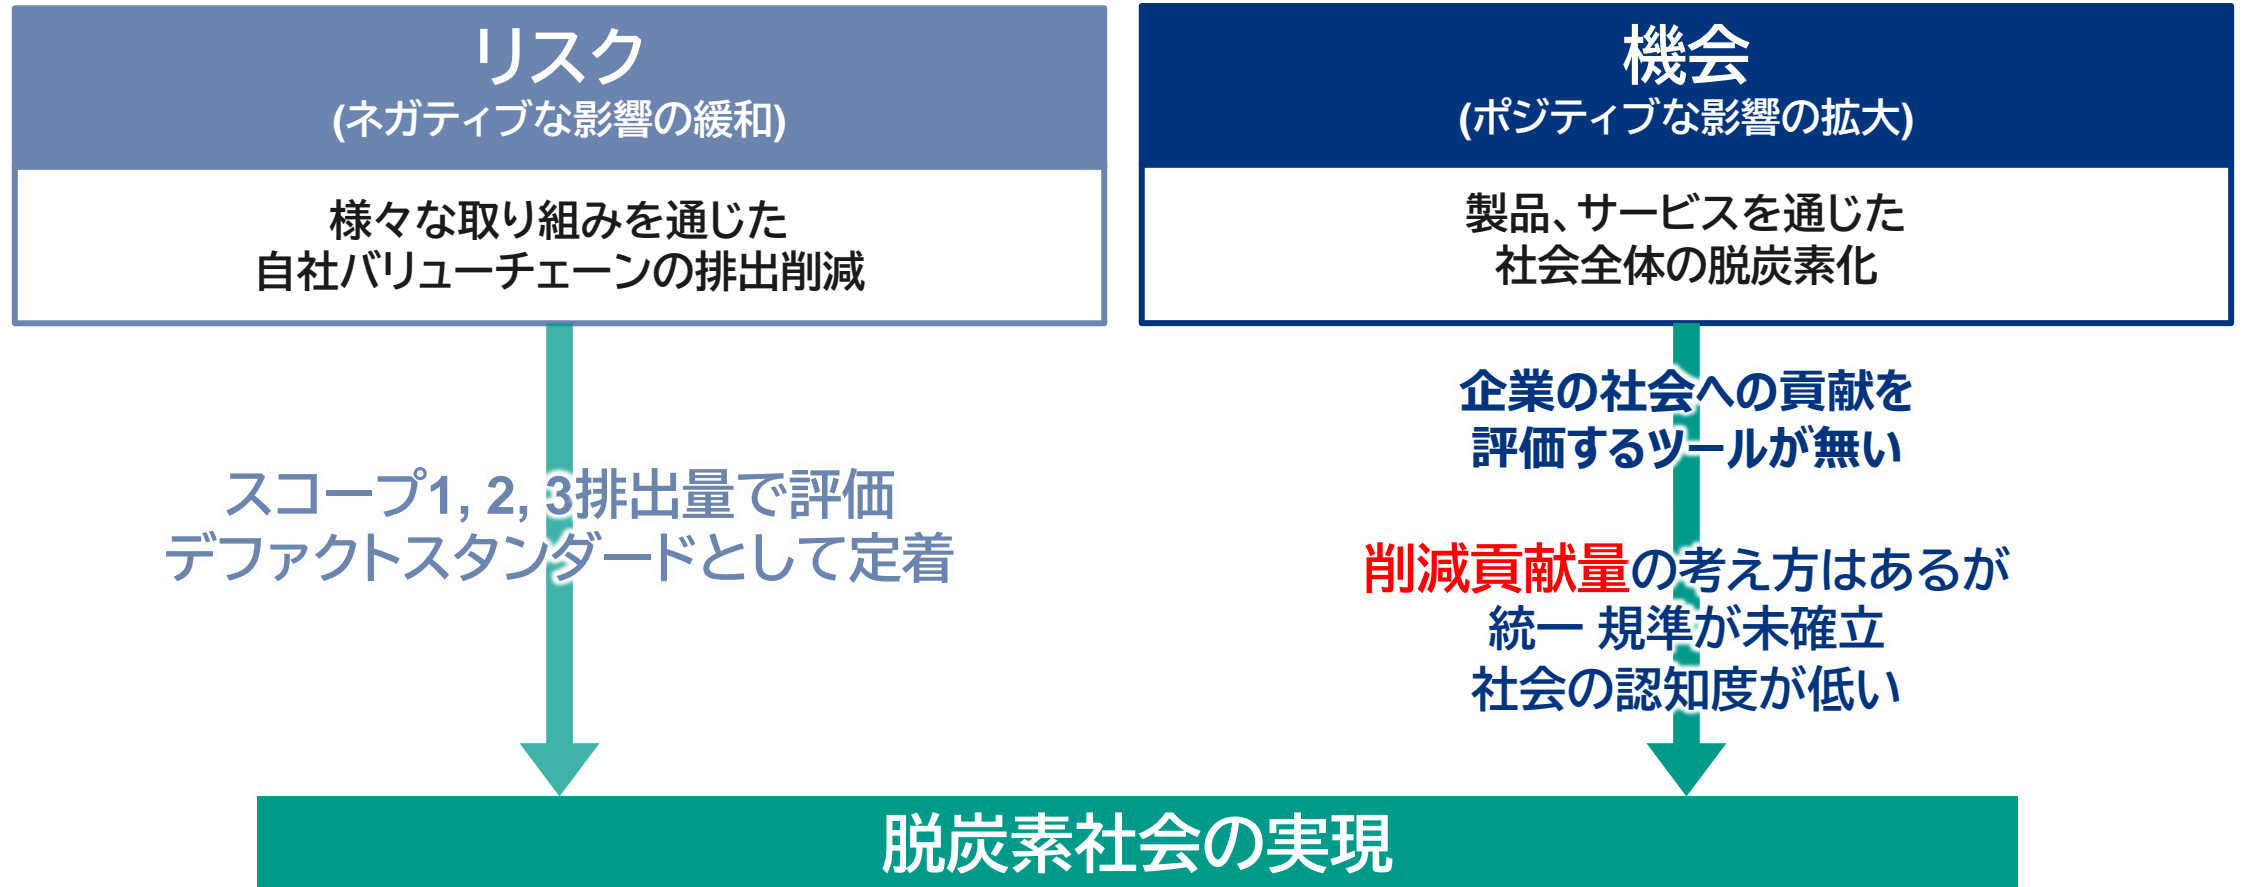 リスク
(ネガティブな影響の緩和)
様々な取り組みを通じた
自社バリューチェーンの排出削減
スコープ1, 2, 3排出量で評価
デファクトスタンダードとして定着
機会
(ポジティブな影響の拡大)
製品、サービスを通じた
社会全体の脱炭素化
企業の社会への貢献を
評価するツールが無い
削減貢献量の考え方はあるが
統一 規準が未確立
社会の認知度が低い
脱炭素社会の実現